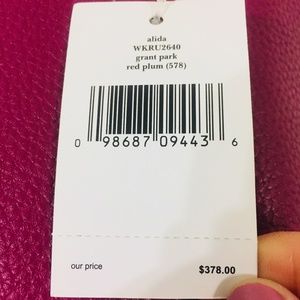 alida
WKRU2640
grant park
red plum (578)
0 98687 09443 6
our price $378.00